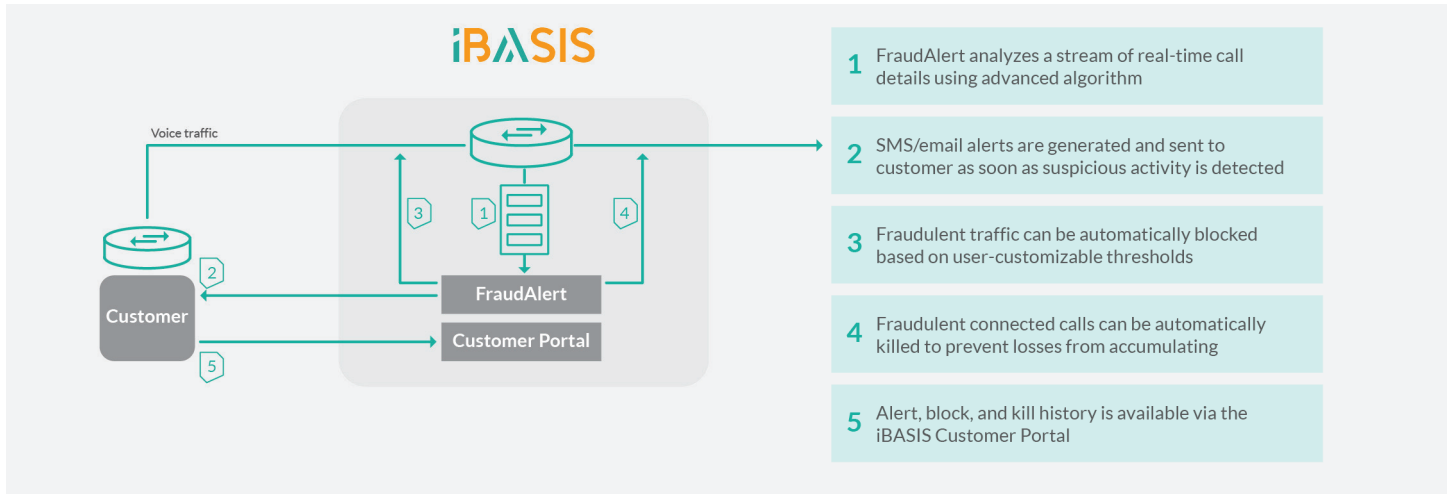 iBASIS
Voice traffic
3
1
4
2
Customer
FraudAlert
Customer Portal
5
1 FraudAlert analyzes a stream of real-time call
details using advanced algorithm
2 SMS/email alerts are generated and sent to
customer as soon as suspicious activity is detected
3 Fraudulent traffic can be automatically blocked
based on user-customizable thresholds
4 Fraudulent connected calls can be automatically
killed to prevent losses from accumulating
5 Alert, block, and kill history is available via the
iBASIS Customer Portal